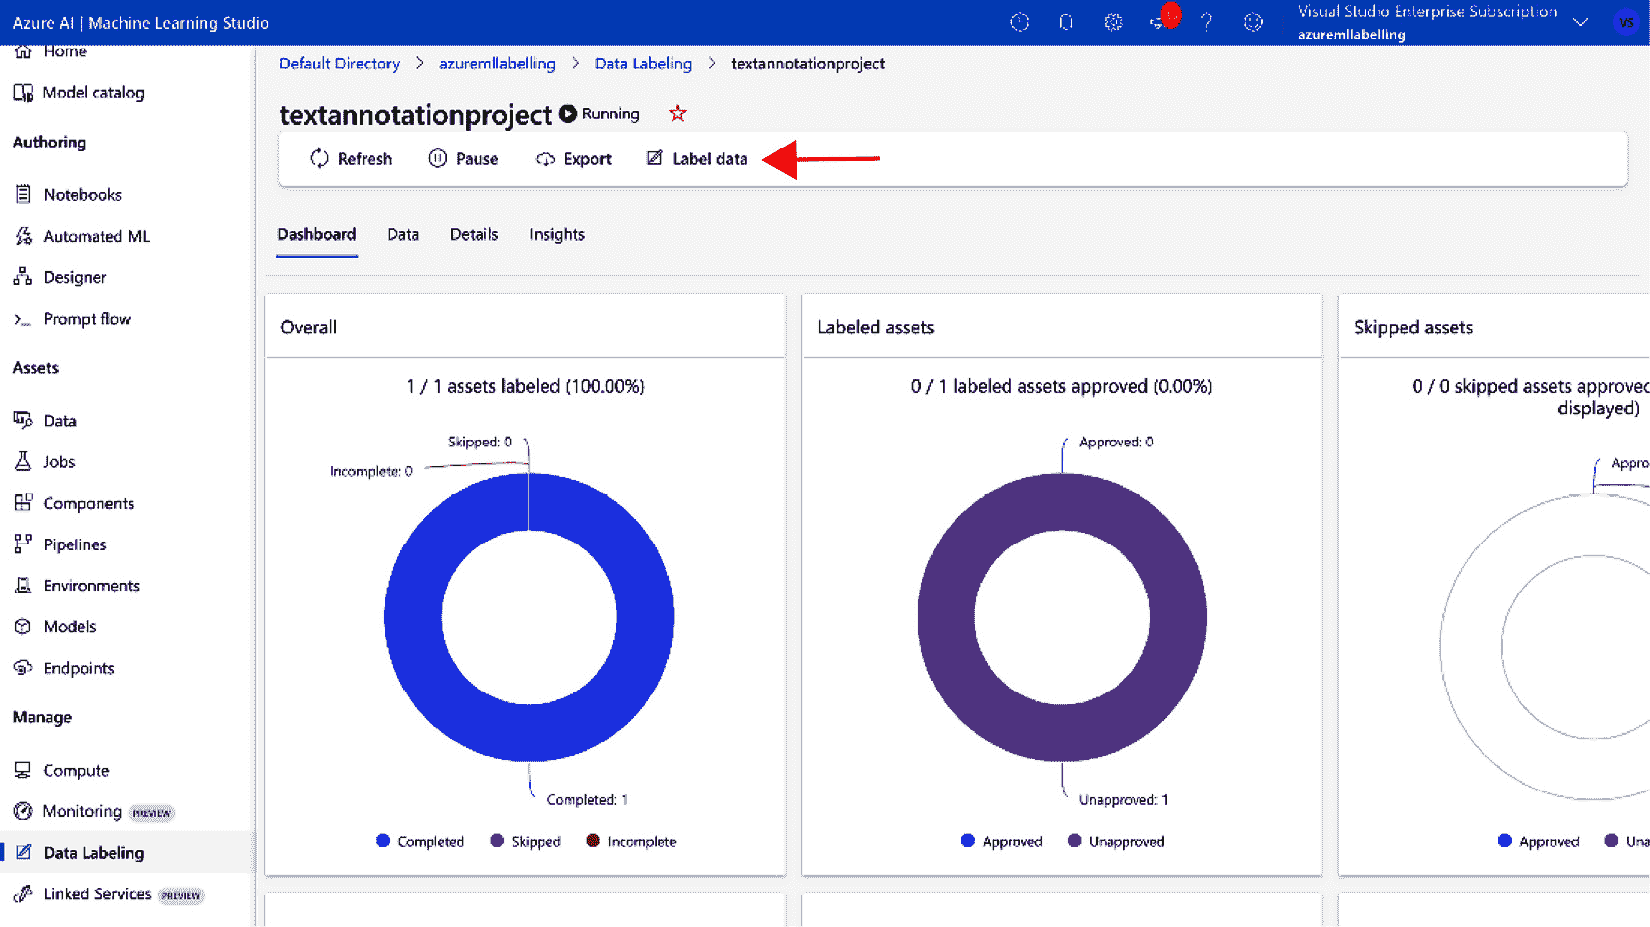 Azure AI | Machine Learning Studio
Visual Studio Enterprise Subscription
azuremllabelling
VS
Home
Model catalog
Authoring
Notebooks
Automated ML
Designer
Prompt flow
Assets
Data
Jobs
Components
Pipelines
Environments
Models
Endpoints
Manage
Compute
Monitoring PREVIEW
Data Labeling
Linked Services PREVIEW
Default Directory > azuremllabelling > Data Labeling > textannotationproject
textannotationproject Running
Refresh Pause Export Label data
Dashboard Data Details Insights
Overall
1 / 1 assets labeled (100.00%)
Skipped: 0
Incomplete: 0
Completed: 1
Completed Skipped Incomplete
Labeled assets
0 / 1 labeled assets approved (0.00%)
Approved: 0
Unapproved: 1
Approved Unapproved
Skipped assets
0 / 0 skipped assets approved
displayed)
Appro
Approved Una